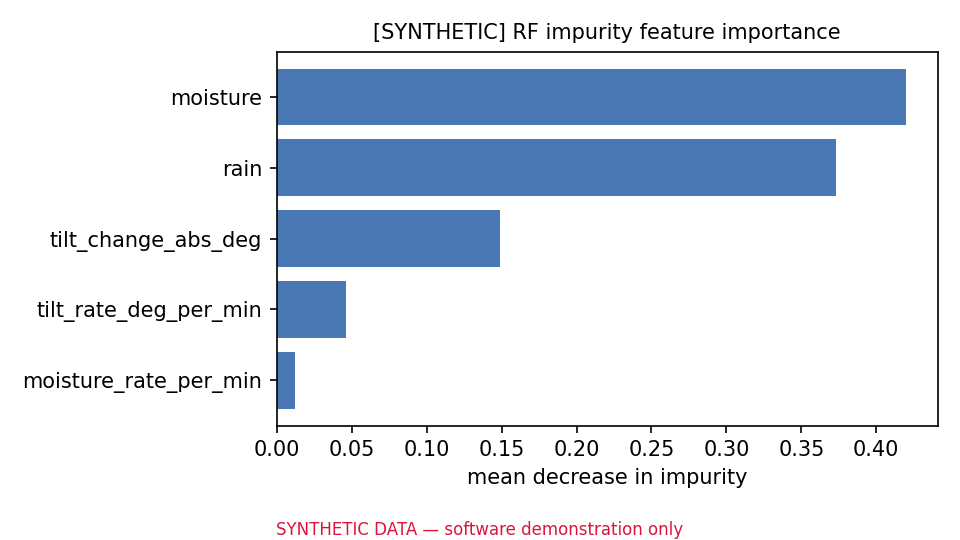 [SYNTHETIC] RF impurity feature importance
moisture
rain
tilt_change_abs_deg
tilt_rate_deg_per_min
moisture_rate_per_min
0.00 0.05 0.10 0.15 0.20 0.25 0.30 0.35 0.40
mean decrease in impurity
SYNTHETIC DATA — software demonstration only